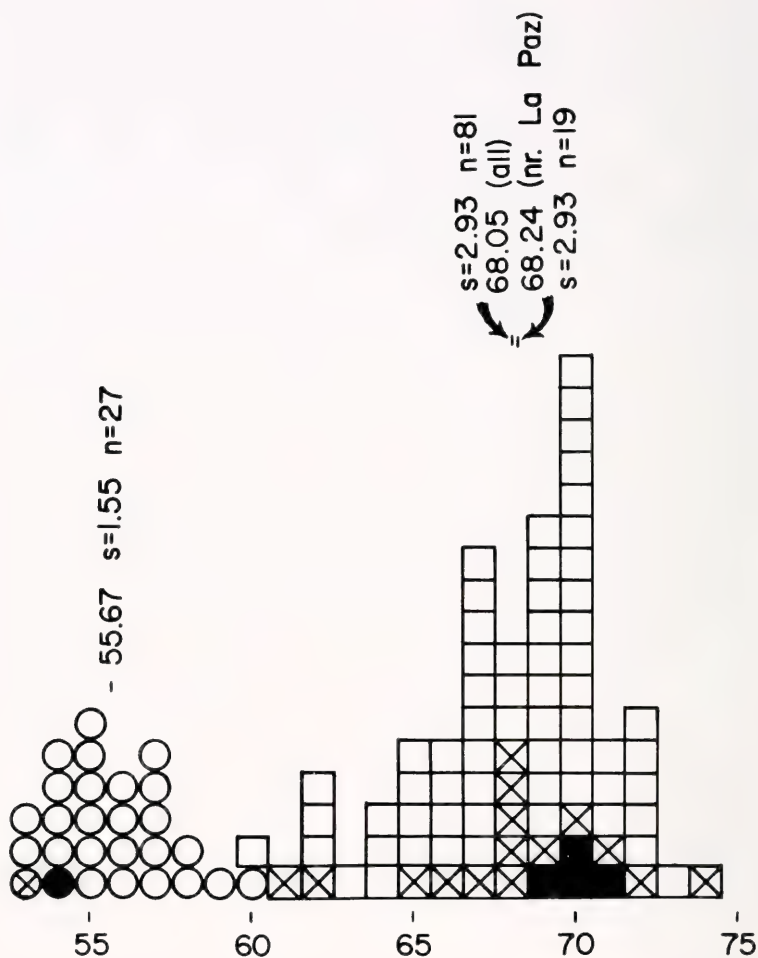 55.67 s=1.55 n=27
s=2.93 n=81
68.05 (all)
68.24 (nr. La Paz)
s=2.93 n=19
55 60 65 70 75